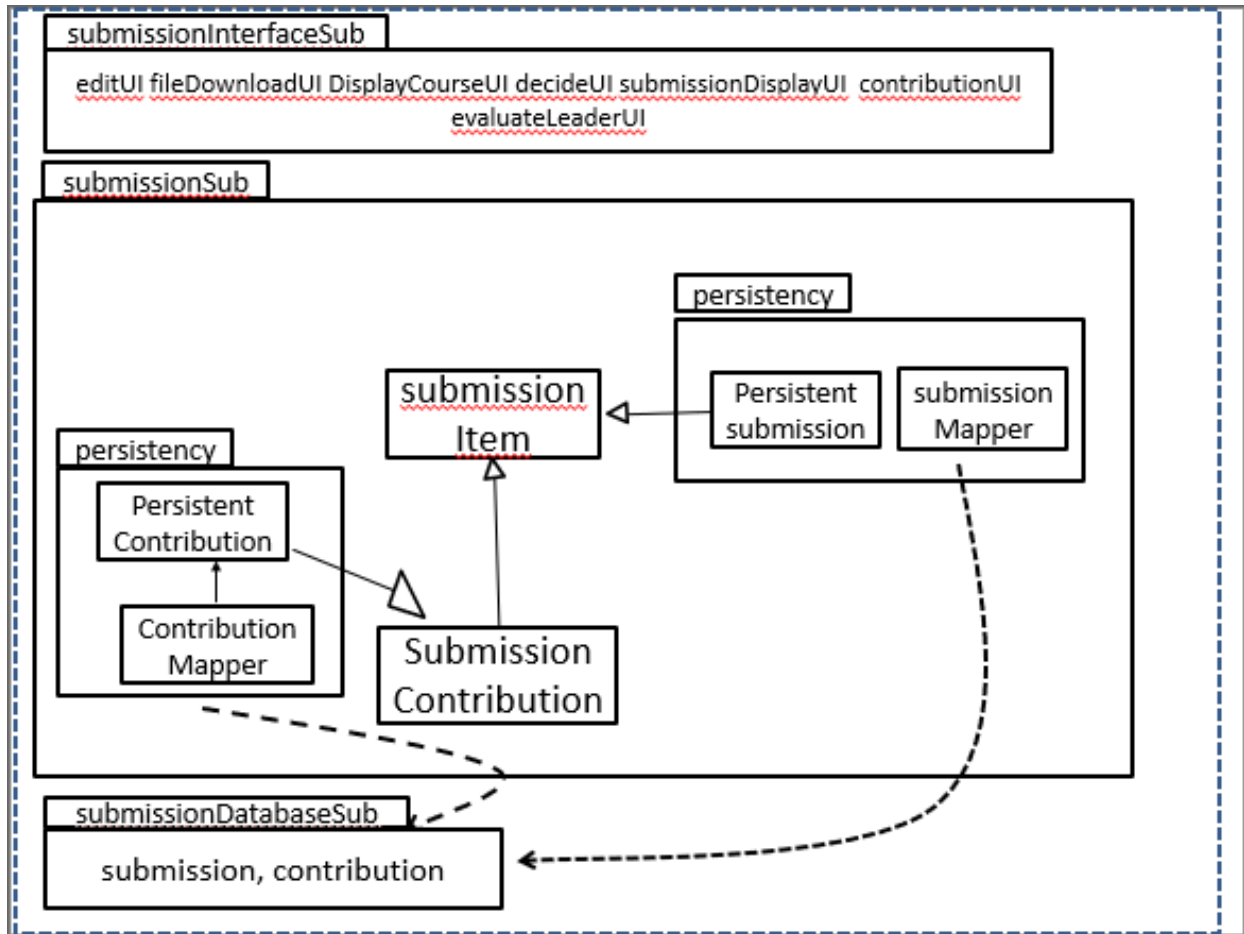 submissionInterfaceSub
editUI fileDownloadUI DisplayCourseUI decideUI submissionDisplayUI contributionUI
evaluateLeaderUI
submissionSub
persistency
submission
Item
Persistent
submission
submission
Mapper
persistency
Persistent
Contribution
Contribution
Mapper
Submission
Contribution
submissionDatabaseSub
submission, contribution